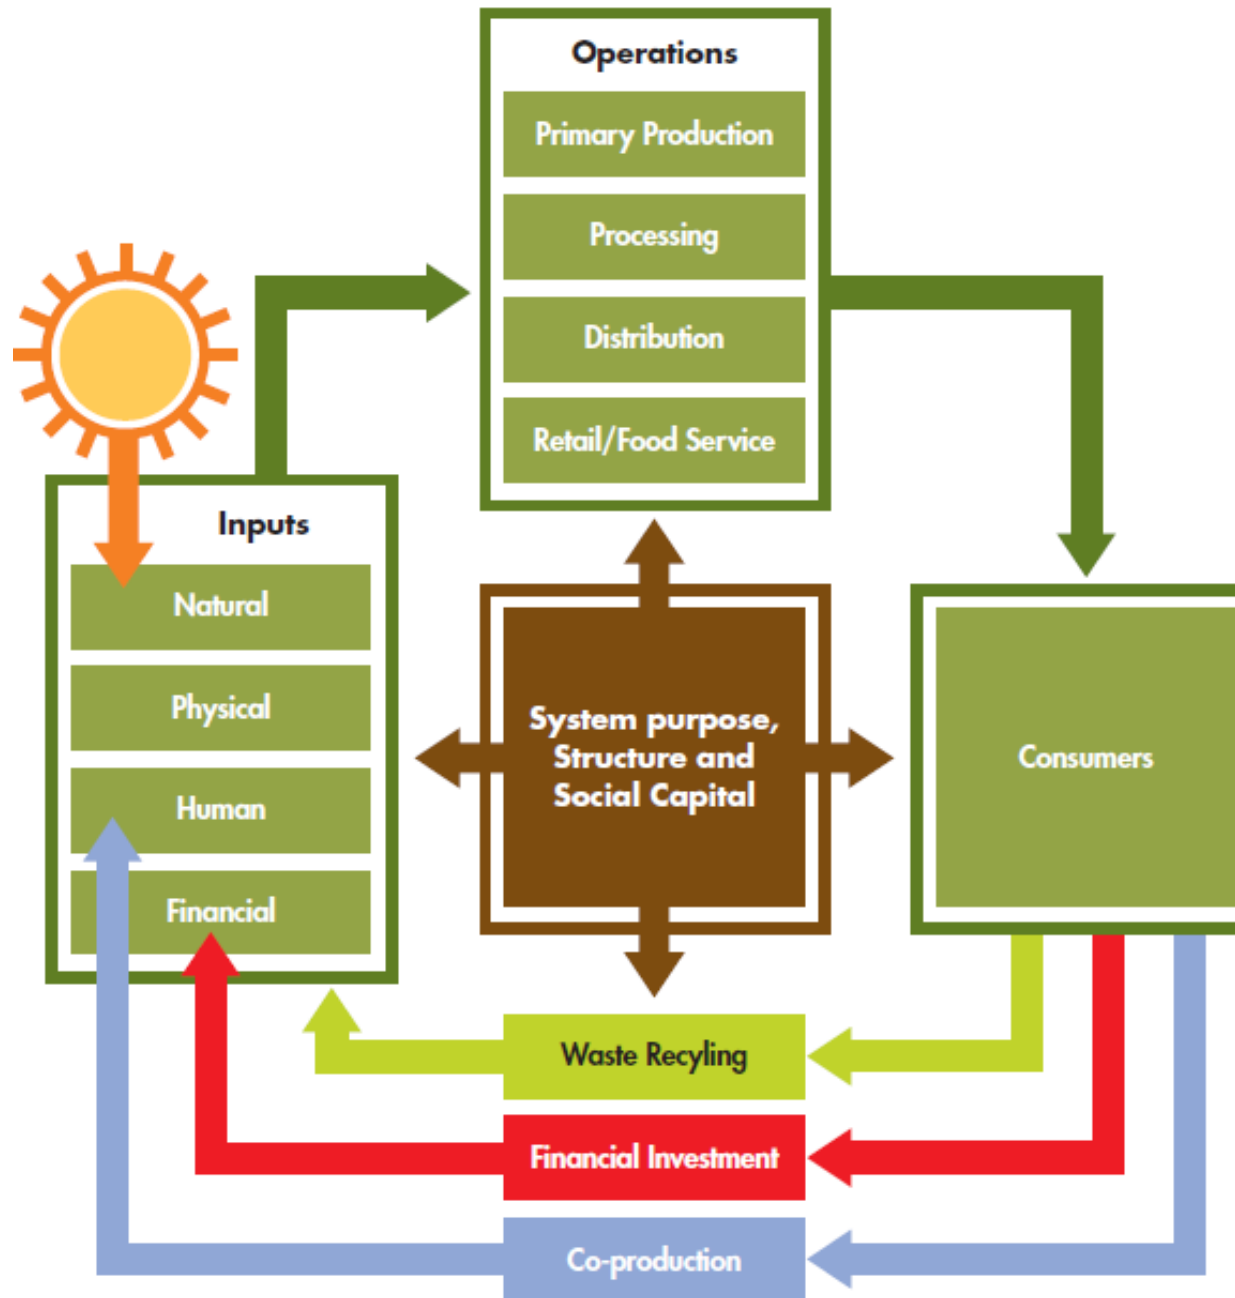 Operations
Primary Production
Processing
Distribution
Retail/Food Service
Inputs
Natural
Physical
Human
Financial
System purpose,
Structure and
Social Capital
Consumers
Waste Recyling
Financial Investment
Co-production